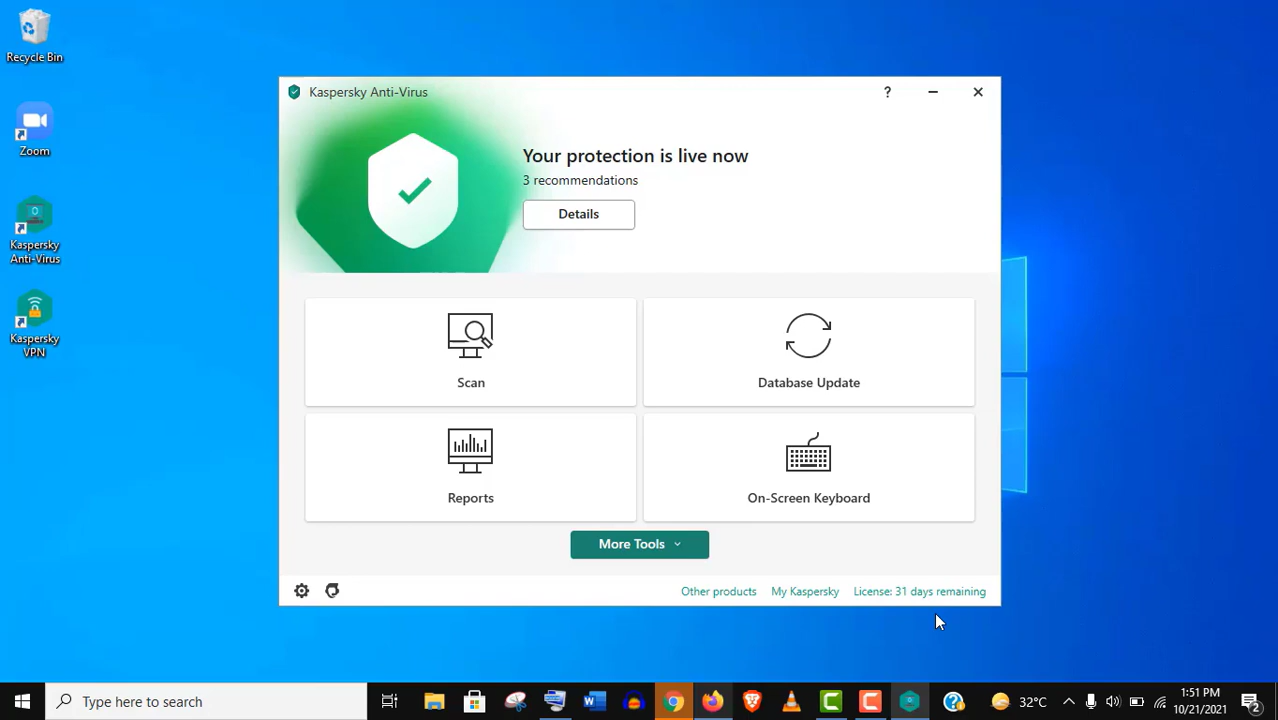 Recycle Bin
Zoom
Kaspersky
Anti-Virus
Kaspersky
VPN
Kaspersky Anti-Virus
?
Your protection is live now
3 recommendations
Details
Scan
Database Update
Reports
On-Screen Keyboard
More Tools
Other products
My Kaspersky
License: 31 days remaining
Type here to search
32°C
1:51 PM
10/21/2021
2